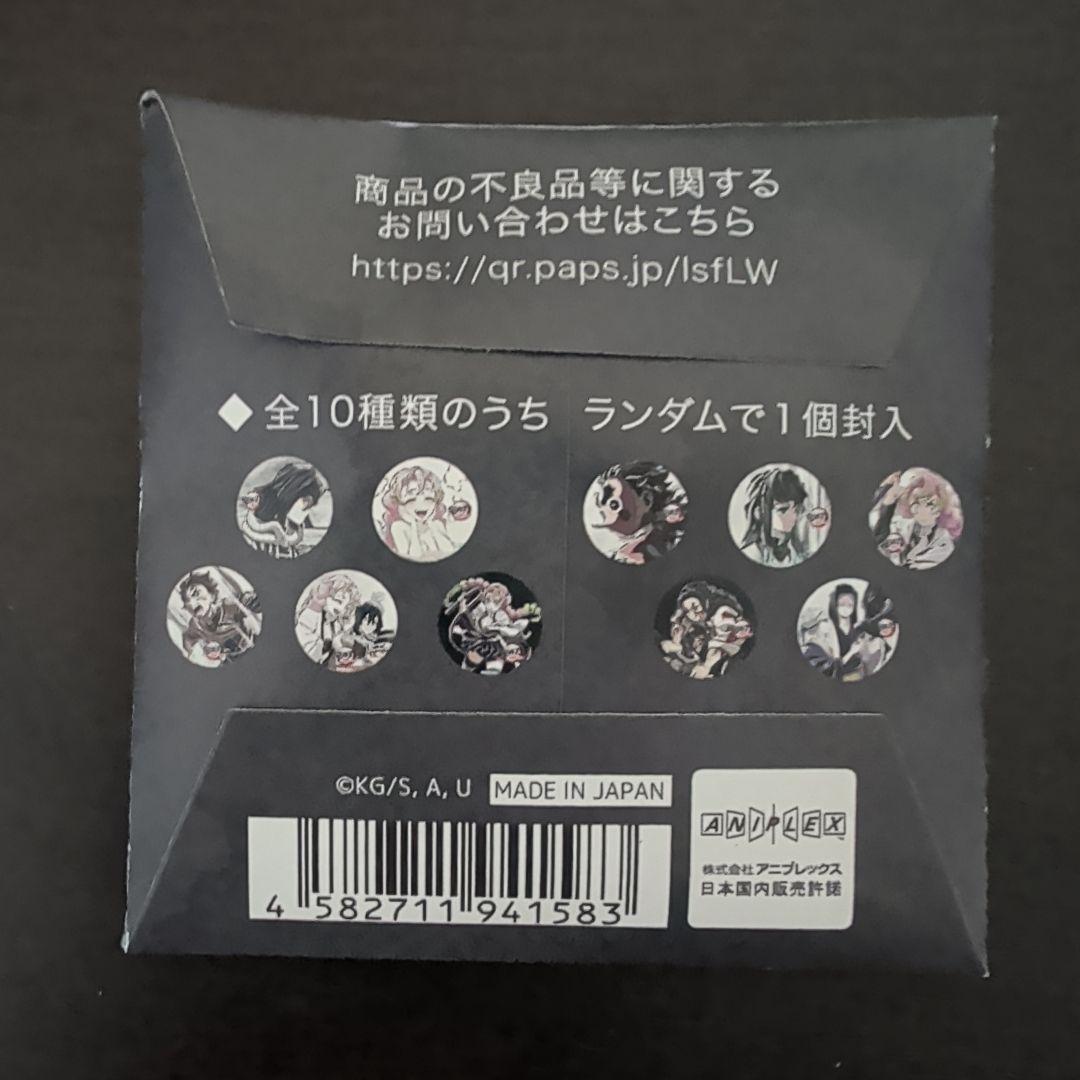 商品の不良品等に関する
お問い合わせはこちら
https://qr.paps.jp/lsfLW
◆全10種類のうち ランダムで1個封入
©KG/S, A, U
MADE IN JAPAN
4 582711 941583
ANIPLEX
株式会社アニプレックス
日本国内販売許諾